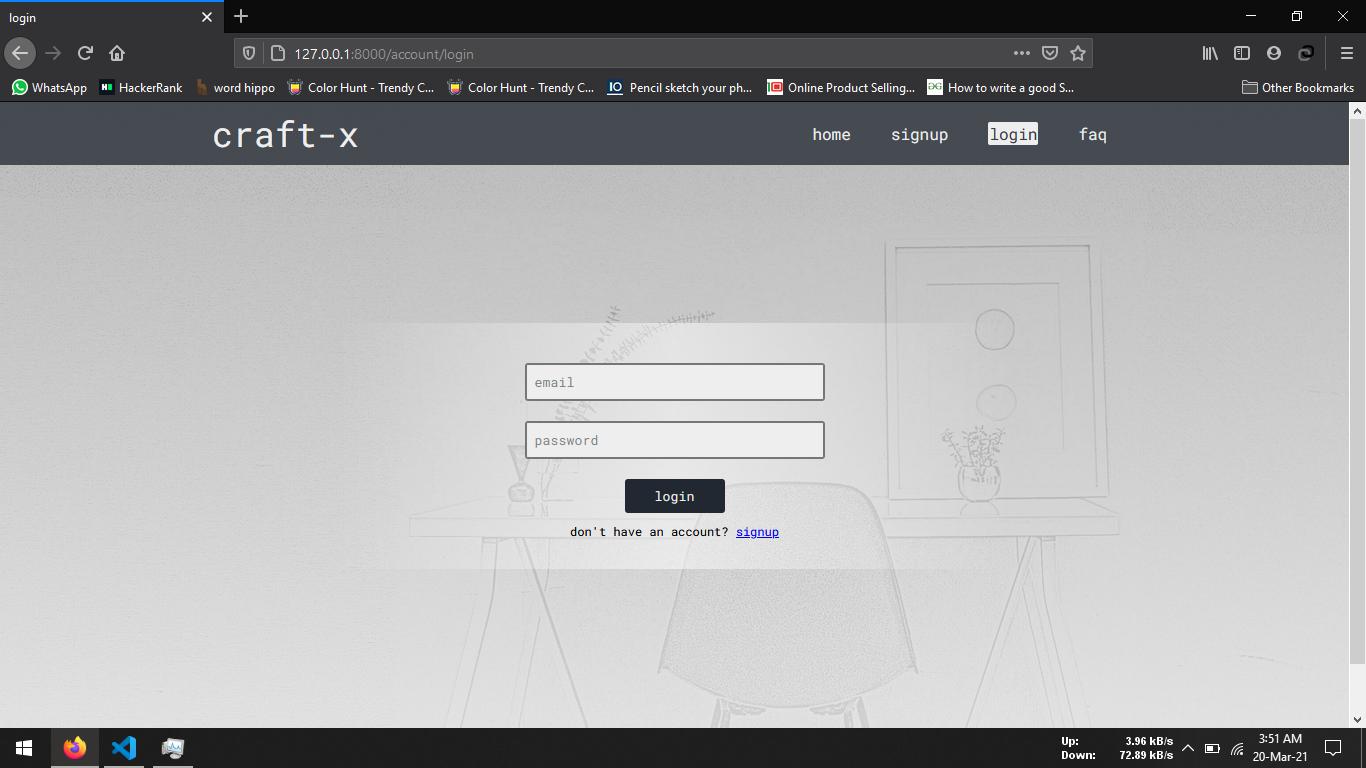 login
127.0.0.1:8000/account/login
WhatsApp HackerRank word hippo Color Hunt - Trendy C... Color Hunt - Trendy C... Pencil sketch your ph... Online Product Selling... How to write a good S... Other Bookmarks
craft-x home signup login faq
email
password
login
don't have an account? signup
Up: 3.96 kB/s
Down: 72.89 kB/s
3:51 AM
20-Mar-21